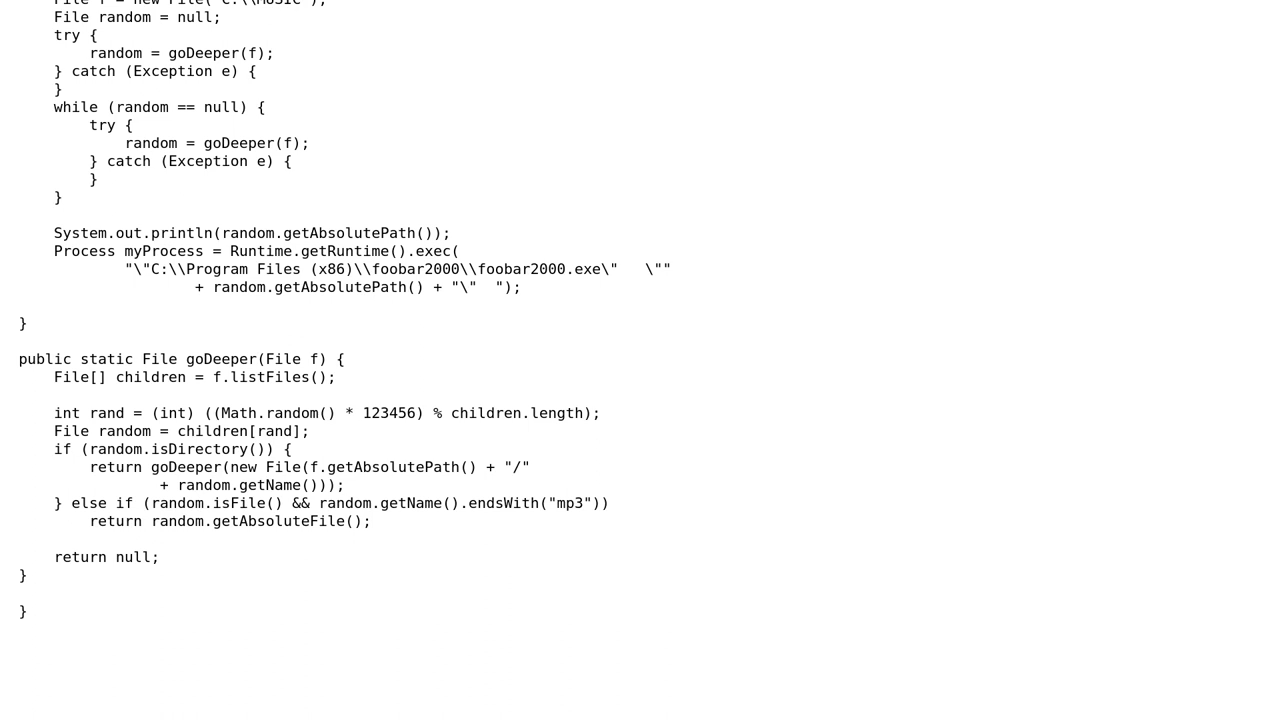 File f = new File("C:\\MUSIC");
File random = null;
try {
random = goDeeper(f);
} catch (Exception e) {
}
while (random == null) {
try {
random = goDeeper(f);
} catch (Exception e) {
}
}
System.out.println(random.getAbsolutePath());
Process myProcess = Runtime.getRuntime().exec(
"\"C:\\Program Files (x86)\\foobar2000\\foobar2000.exe\"   \""
+ random.getAbsolutePath() + "\"  ");
}
public static File goDeeper(File f) {
File[] children = f.listFiles();
int rand = (int) ((Math.random() * 123456) % children.length);
File random = children[rand];
if (random.isDirectory()) {
return goDeeper(new File(f.getAbsolutePath() + "/"
+ random.getName()));
} else if (random.isFile() && random.getName().endsWith("mp3"))
return random.getAbsoluteFile();
return null;
}
}